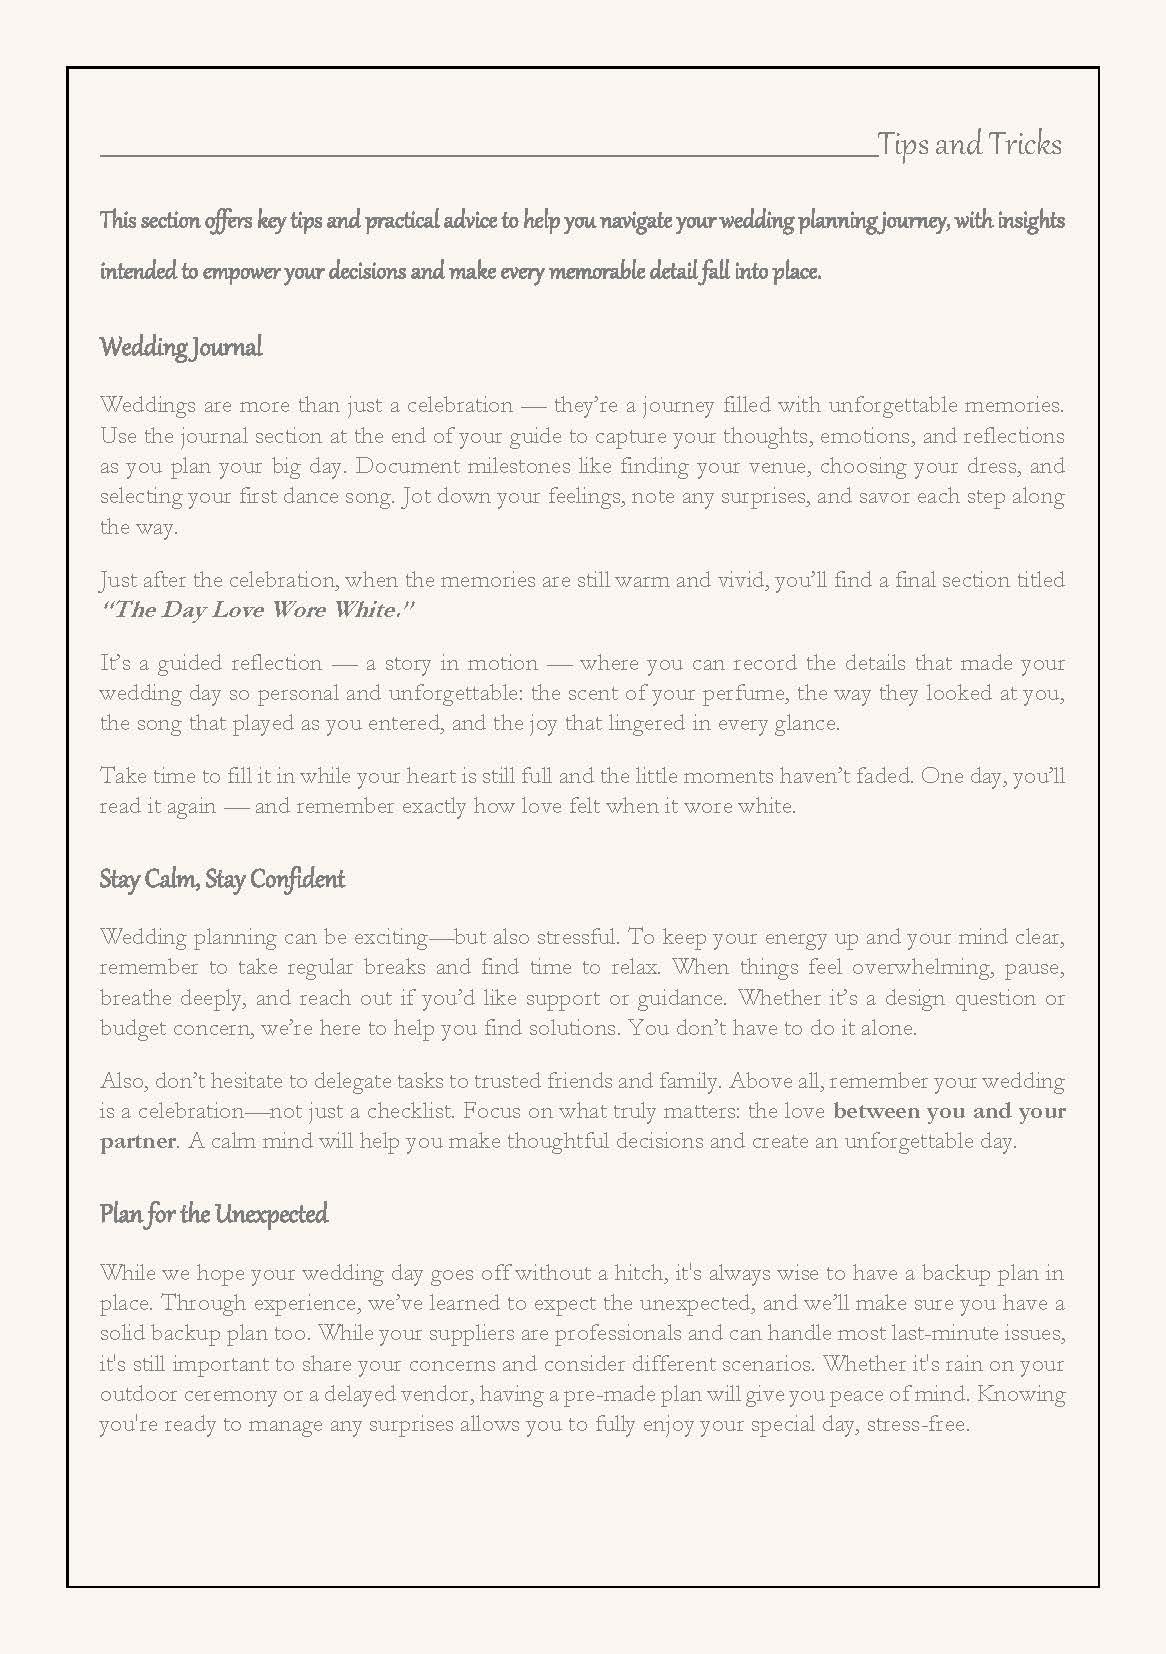 Tips and Tricks
This section offers key tips and practical advice to help you navigate your wedding planning journey, with insights
intended to empower your decisions and make every memorable detail fall into place.
Wedding Journal
Weddings are more than just a celebration — they’re a journey filled with unforgettable memories.
Use the journal section at the end of your guide to capture your thoughts, emotions, and reflections
as you plan your big day. Document milestones like finding your venue, choosing your dress, and
selecting your first dance song. Jot down your feelings, note any surprises, and savor each step along
the way.
Just after the celebration, when the memories are still warm and vivid, you’ll find a final section titled
“The Day Love Wore White.”
It’s a guided reflection — a story in motion — where you can record the details that made your
wedding day so personal and unforgettable: the scent of your perfume, the way they looked at you,
the song that played as you entered, and the joy that lingered in every glance.
Take time to fill it in while your heart is still full and the little moments haven’t faded. One day, you’ll
read it again — and remember exactly how love felt when it wore white.
Stay Calm, Stay Confident
Wedding planning can be exciting—but also stressful. To keep your energy up and your mind clear,
remember to take regular breaks and find time to relax. When things feel overwhelming, pause,
breathe deeply, and reach out if you’d like support or guidance. Whether it’s a design question or
budget concern, we’re here to help you find solutions. You don’t have to do it alone.
Also, don’t hesitate to delegate tasks to trusted friends and family. Above all, remember your wedding
is a celebration—not just a checklist. Focus on what truly matters: the love between you and your
partner. A calm mind will help you make thoughtful decisions and create an unforgettable day.
Plan for the Unexpected
While we hope your wedding day goes off without a hitch, it's always wise to have a backup plan in
place. Through experience, we’ve learned to expect the unexpected, and we’ll make sure you have a
solid backup plan too. While your suppliers are professionals and can handle most last-minute issues,
it's still important to share your concerns and consider different scenarios. Whether it's rain on your
outdoor ceremony or a delayed vendor, having a pre-made plan will give you peace of mind. Knowing
you're ready to manage any surprises allows you to fully enjoy your special day, stress-free.